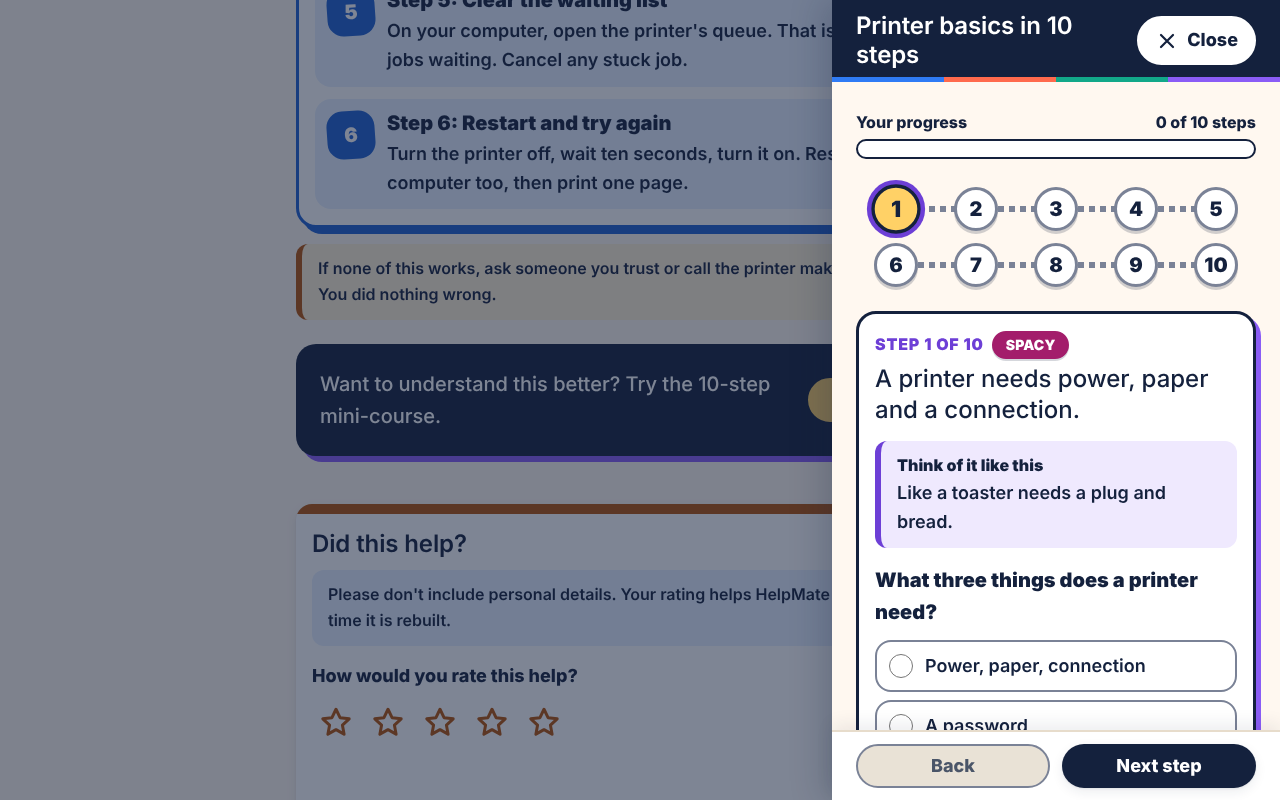 5
Step 5: Clear the waiting list
On your computer, open the printer's queue. That is
jobs waiting. Cancel any stuck job.
6
Step 6: Restart and try again
Turn the printer off, wait ten seconds, turn it on.
computer too, then print one page.
If none of this works, ask someone you trust or call the printer
You did nothing wrong.
Want to understand this better? Try the 10-step
mini-course.
Did this help?
Please don't include personal details. Your rating helps HelpMate
time it is rebuilt.
How would you rate this help?
Printer basics in 10
steps
Close
Your progress
0 of 10 steps
1 2 3 4 5
6 7 8 9 10
STEP 1 OF 10 SPACY
A printer needs power, paper
and a connection.
Think of it like this
Like a toaster needs a plug and
bread.
What three things does a printer
need?
Power, paper, connection
A password
Back
Next step